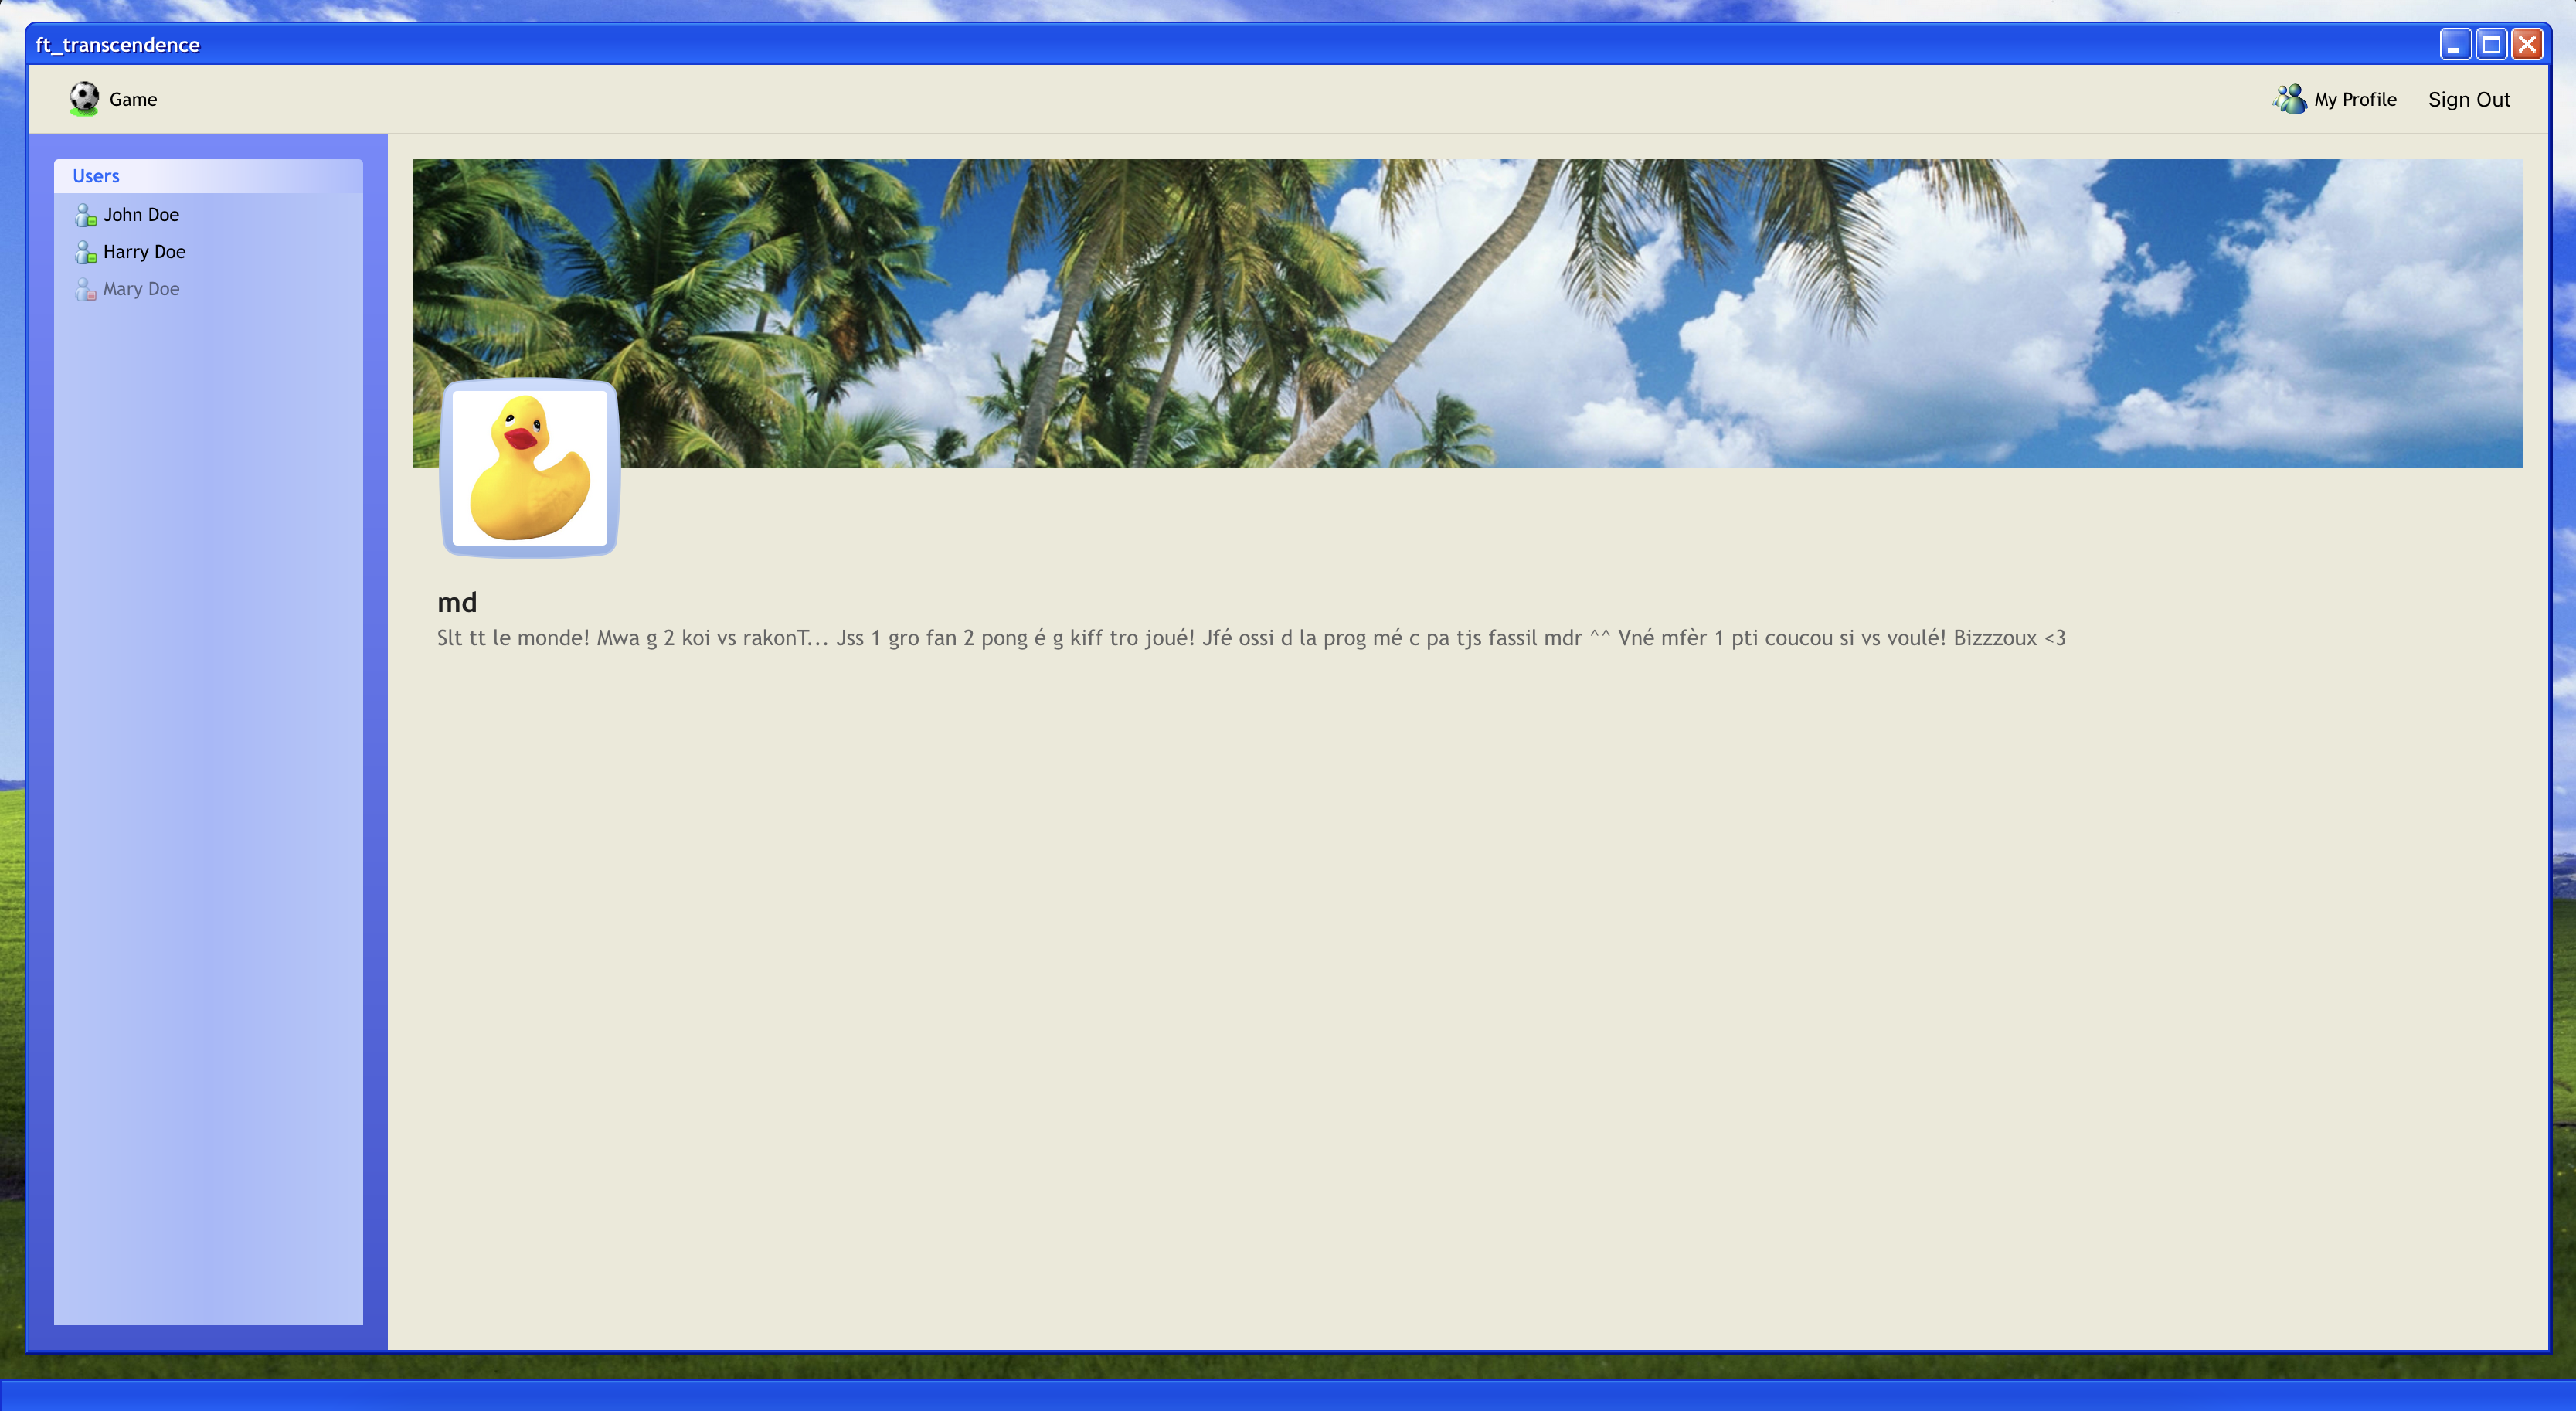 ft_transcendence
Game
My Profile
Sign Out
Users
John Doe
Harry Doe
Mary Doe
md
Slt tt le monde! Mwa g 2 koi vs rakonT... Jss 1 gro fan 2 pong é g kiff tro joué! Jfé ossi d la prog mé c pa tjs fassil mdr ^^ Vné mfèr 1 pti coucou si vs voulé! Bizzzoux <3